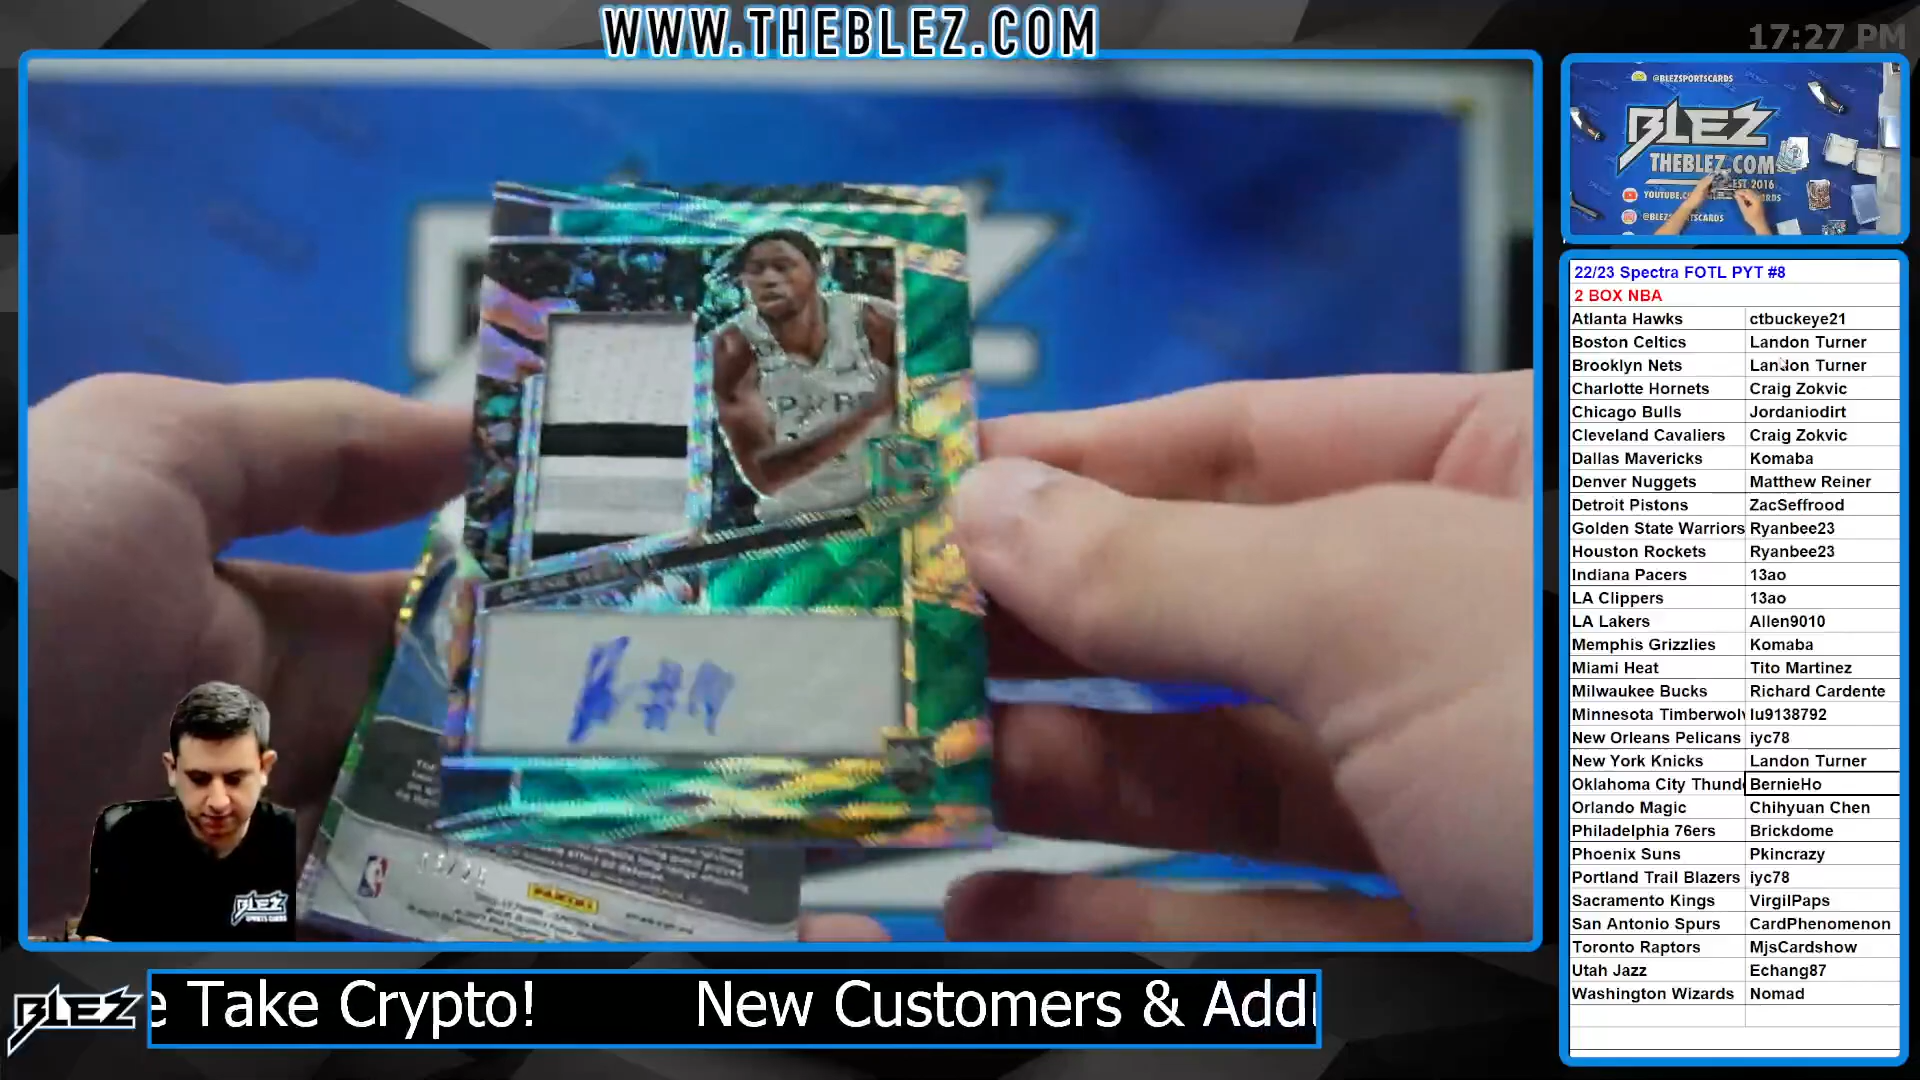 WWW.THEBLEZ.COM
17:27 PM
@BLEZSPORTSCARDS
BLEZ
THEBLEZ.COM
EST 2016
@BLEZSPORTSCARDS
22/23 Spectra FOTL PYT #8
2 BOX NBA
Atlanta Hawks ctbuckeye21
Boston Celtics Landon Turner
Brooklyn Nets Landon Turner
Charlotte Hornets Craig Zokvic
Chicago Bulls Jordaniodirt
Cleveland Cavaliers Craig Zokvic
Dallas Mavericks Komaba
Denver Nuggets Matthew Reiner
Detroit Pistons ZacSeffrood
Golden State Warriors Ryanbee23
Houston Rockets Ryanbee23
Indiana Pacers 13ao
LA Clippers 13ao
LA Lakers Allen9010
Memphis Grizzlies Komaba
Miami Heat Tito Martinez
Milwaukee Bucks Richard Cardente
Minnesota Timberwolv lu9138792
New Orleans Pelicans iyc78
New York Knicks Landon Turner
Oklahoma City Thund BernieHo
Orlando Magic Chihyuan Chen
Philadelphia 76ers Brickdome
Phoenix Suns Pkincrazy
Portland Trail Blazers iyc78
Sacramento Kings VirgilPaps
San Antonio Spurs CardPhenomenon
Toronto Raptors MjsCardshow
Utah Jazz Echang87
Washington Wizards Nomad
PANINI
BLEZ
SPORTS CARDS
BLEZ
e Take Crypto! New Customers & Add